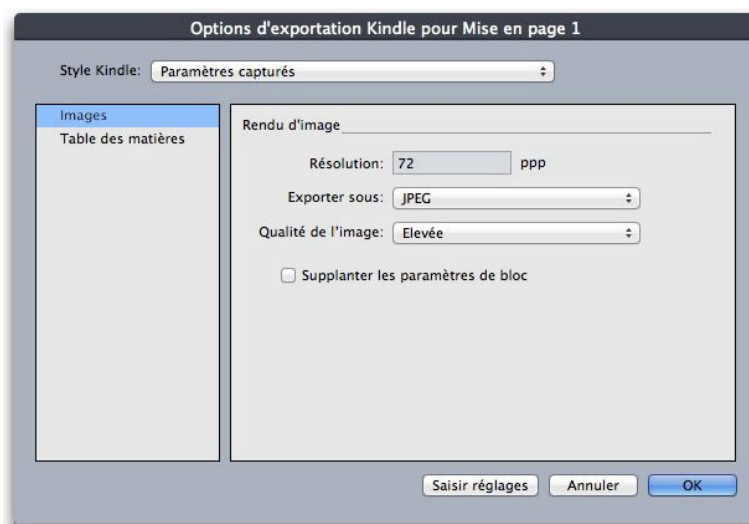 Options d'exportation Kindle pour Mise en page 1
Style Kindle: Paramètres capturés
Images
Table des matières
Rendu d'image
Résolution: 72 ppp
Exporter sous: JPEG
Qualité de l'image: Elevée
Supplanter les paramètres de bloc
Saisir réglages Annuler OK